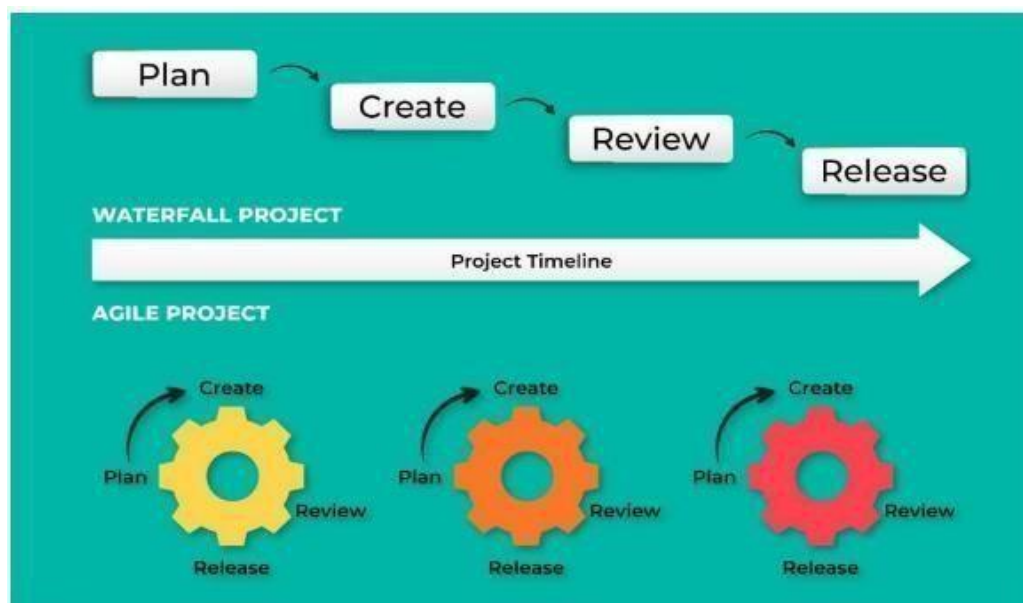 Plan
Create
Review
Release
WATERFALL PROJECT
Project Timeline
AGILE PROJECT
Create
Plan
Review
Release
Create
Plan
Review
Release
Create
Plan
Review
Release